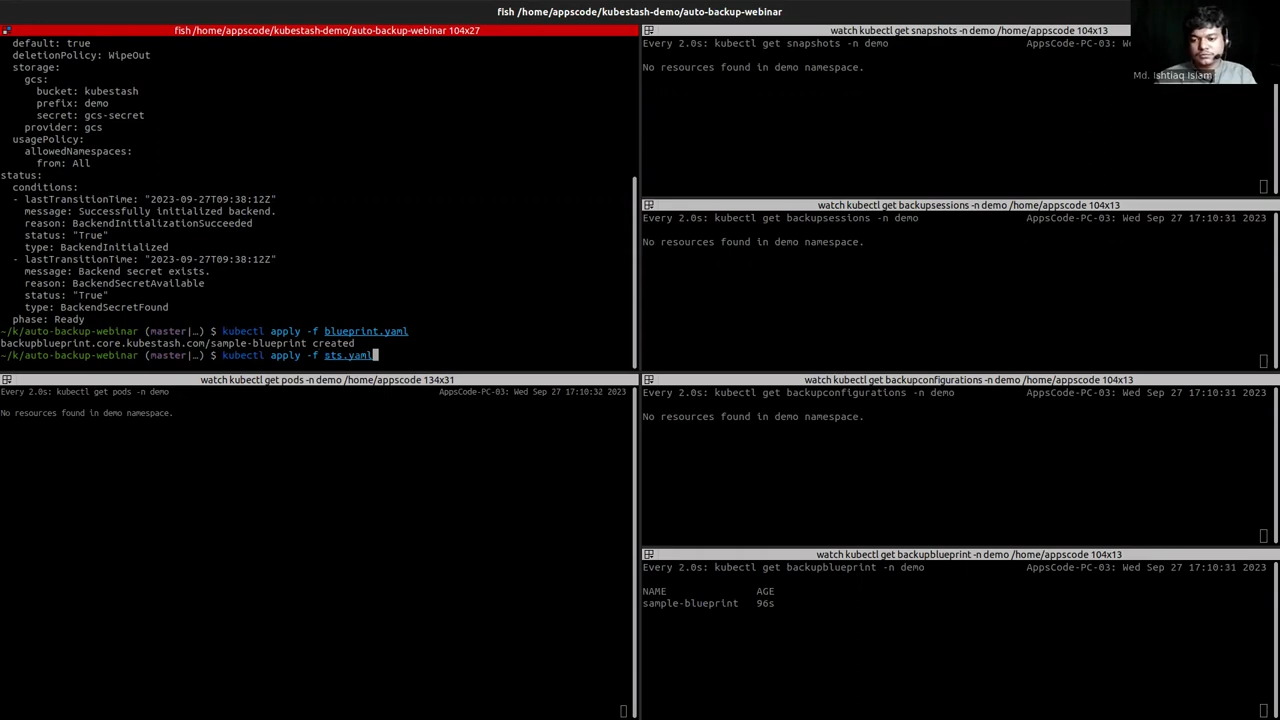 fish /home/appscode/kubestash-demo/auto-backup-webinar
fish /home/appscode/kubestash-demo/auto-backup-webinar 104x27
default: true
deletionPolicy: WipeOut
storage:
gcs:
bucket: kubestash
prefix: demo
secret: gcs-secret
provider: gcs
usagePolicy:
allowedNamespaces:
from: All
status:
conditions:
- lastTransitionTime: "2023-09-27T09:38:12Z"
message: Successfully initialized backend.
reason: BackendInitializationSucceeded
status: "True"
type: BackendInitialized
- lastTransitionTime: "2023-09-27T09:38:12Z"
message: Backend secret exists.
reason: BackendSecretAvailable
status: "True"
type: BackendSecretFound
phase: Ready
~/k/auto-backup-webinar (master|…) $ kubectl apply -f blueprint.yaml
backupblueprint.core.kubestash.com/sample-blueprint created
~/k/auto-backup-webinar (master|…) $ kubectl apply -f sts.yaml
watch kubectl get pods -n demo /home/appscode 134x31
Every 2.0s: kubectl get pods -n demo AppsCode-PC-03: Wed Sep 27 17:10:32 2023
No resources found in demo namespace.
watch kubectl get snapshots -n demo /home/appscode 104x13
Every 2.0s: kubectl get snapshots -n demo AppsCode-PC-03: We
No resources found in demo namespace.
Md. Ishtiaq Islam
watch kubectl get backupsessions -n demo /home/appscode 104x13
Every 2.0s: kubectl get backupsessions -n demo AppsCode-PC-03: Wed Sep 27 17:10:31 2023
No resources found in demo namespace.
watch kubectl get backupconfigurations -n demo /home/appscode 104x13
Every 2.0s: kubectl get backupconfigurations -n demo AppsCode-PC-03: Wed Sep 27 17:10:31 2023
No resources found in demo namespace.
watch kubectl get backupblueprint -n demo /home/appscode 104x13
Every 2.0s: kubectl get backupblueprint -n demo AppsCode-PC-03: Wed Sep 27 17:10:31 2023
NAME AGE
sample-blueprint 96s